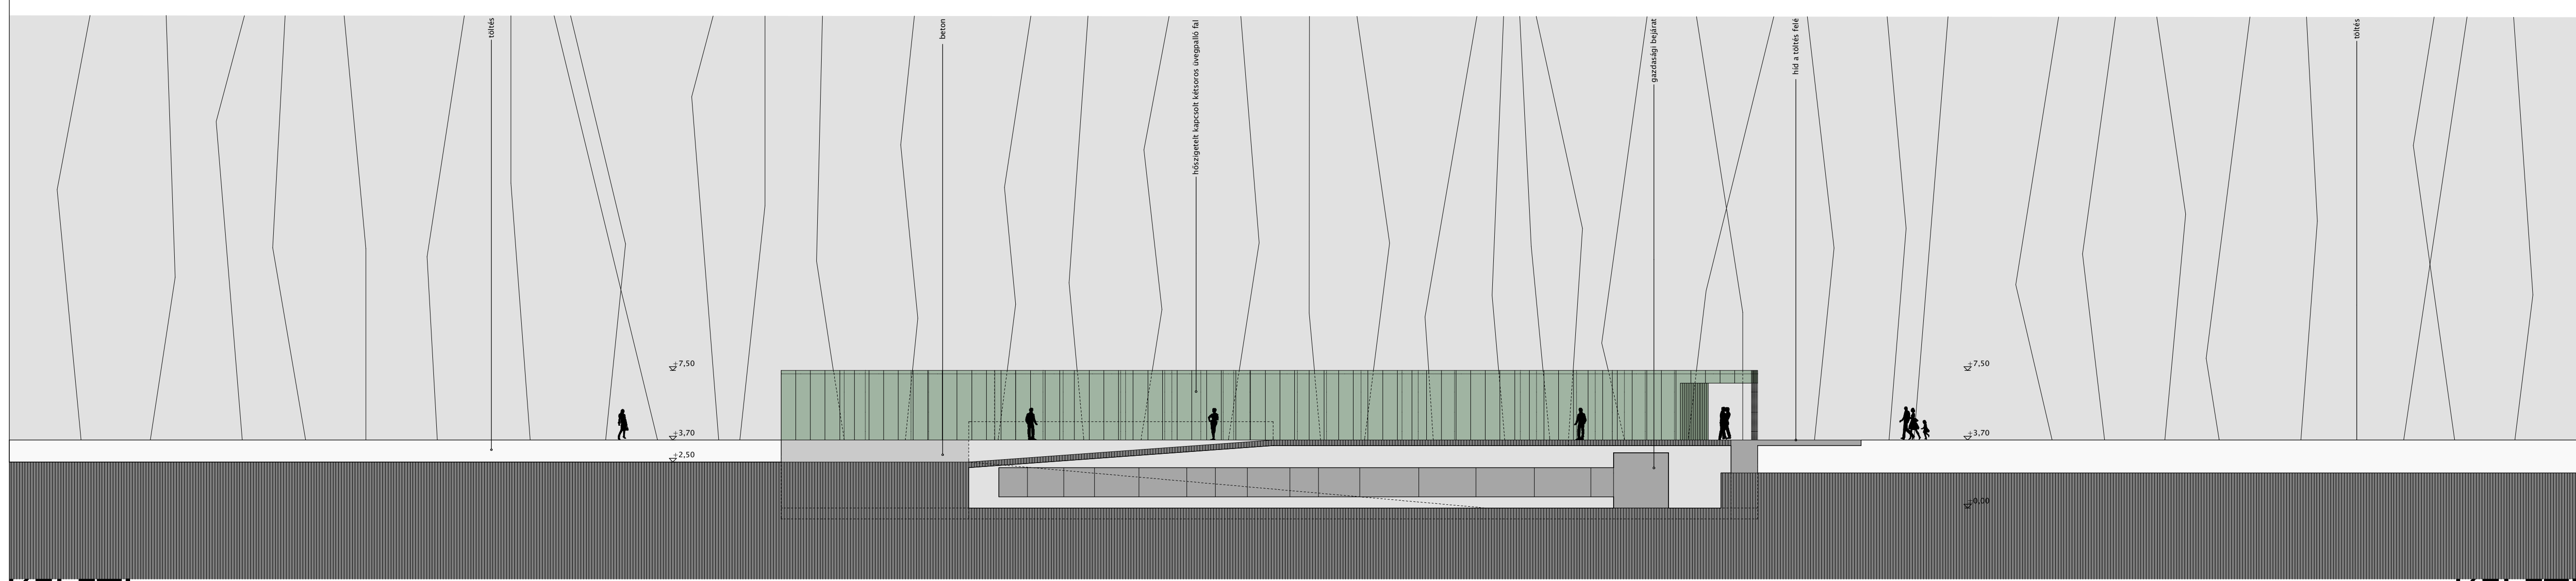 töltés
beton
hőszigetelt kapcsolt kétsoros üvegpalló fal
gazdasági bejárat
híd a töltés felé
töltés
+7,50
+7,50
+3,70
+3,70
+2,50
±0,00